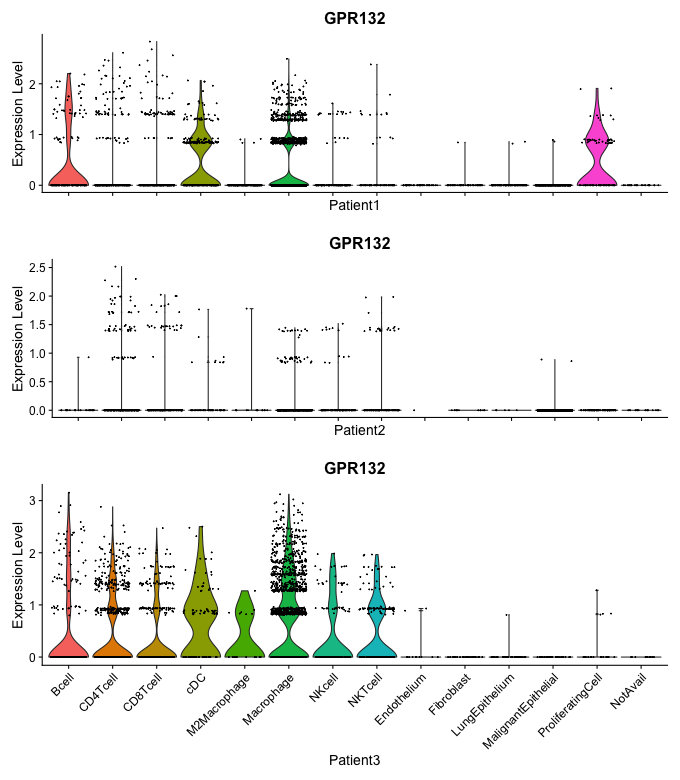 GPR132
Expression Level
2
1
0
Patient1
GPR132
Expression Level
2.5
2.0
1.5
1.0
0.5
0.0
Patient2
GPR132
Expression Level
3
2
1
0
Bcell
CD4Tcell
CD8Tcell
cDC
M2Macrophage
Macrophage
NKcell
NKTcell
Endothelium
Fibroblast
LungEpithelium
MalignantEpithelial
ProliferatingCell
NotAvail
Patient3